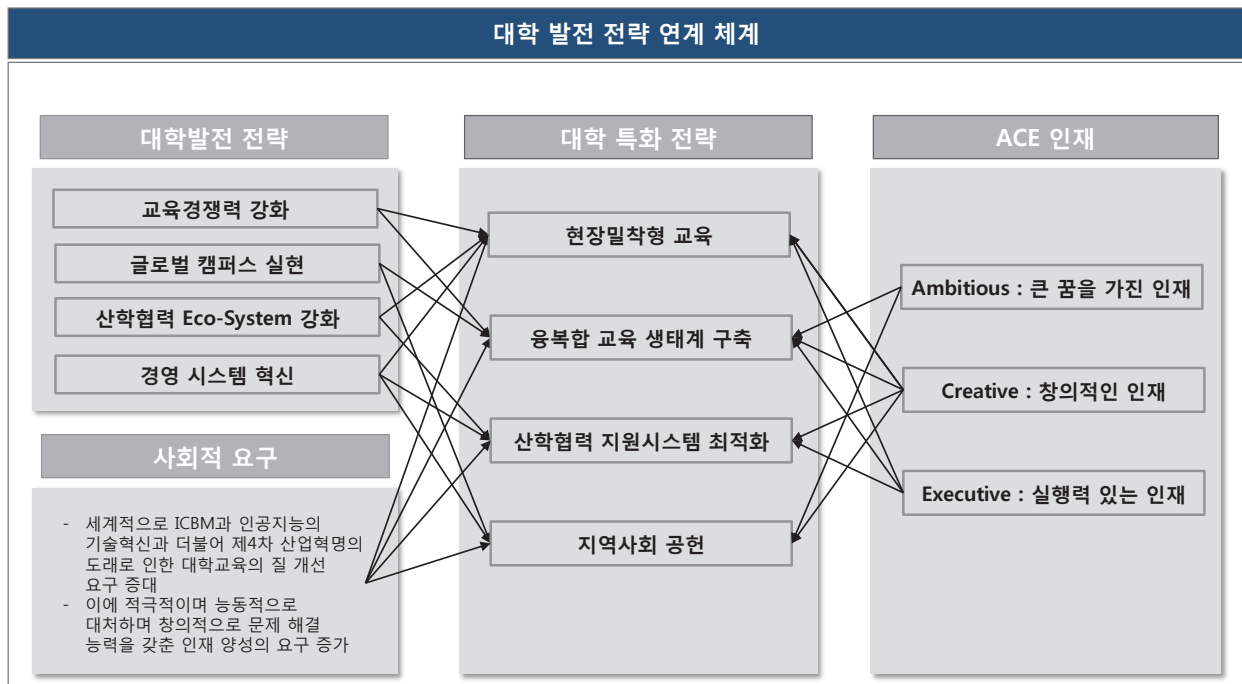 대학 발전 전략 연계 체계
대학발전 전략
교육경쟁력 강화
글로벌 캠퍼스 실현
산학협력 Eco-System 강화
경영 시스템 혁신
사회적 요구
- 세계적으로 ICBM과 인공지능의
기술혁신과 더불어 제4차 산업혁명의
도래로 인한 대학교육의 질 개선
요구 증대
- 이에 적극적이며 능동적으로
대처하며 창의적으로 문제 해결
능력을 갖춘 인재 양성의 요구 증가
대학 특화 전략
현장밀착형 교육
융복합 교육 생태계 구축
산학협력 지원시스템 최적화
지역사회 공헌
ACE 인재
Ambitious : 큰 꿈을 가진 인재
Creative : 창의적인 인재
Executive : 실행력 있는 인재